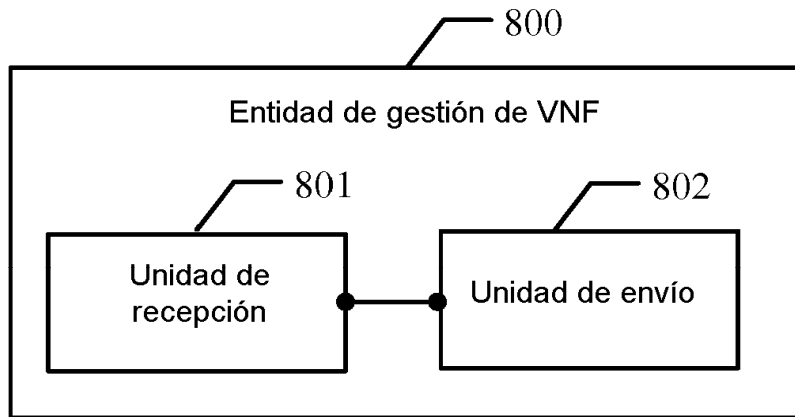 800
Entidad de gestión de VNF
801
802
Unidad de
recepción
Unidad de envío